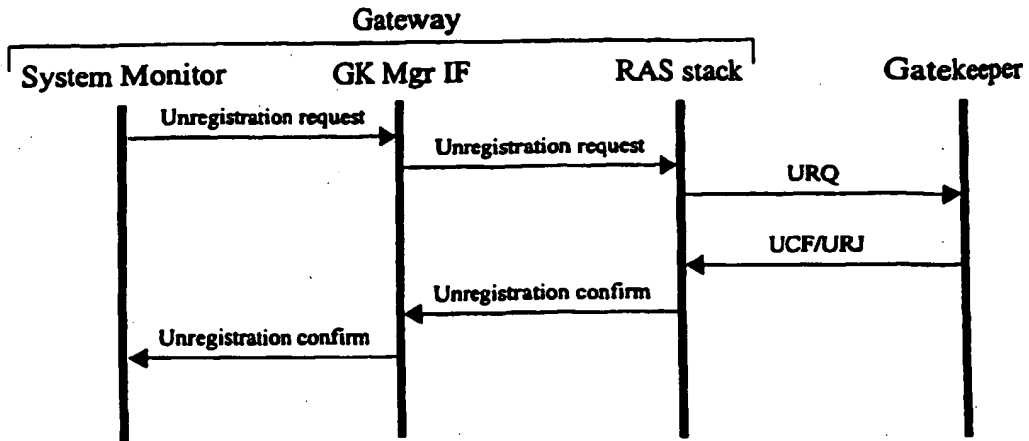 Gateway
System Monitor GK Mgr IF RAS stack Gatekeeper
Unregistration request
Unregistration request
URQ
UCF/URJ
Unregistration confirm
Unregistration confirm